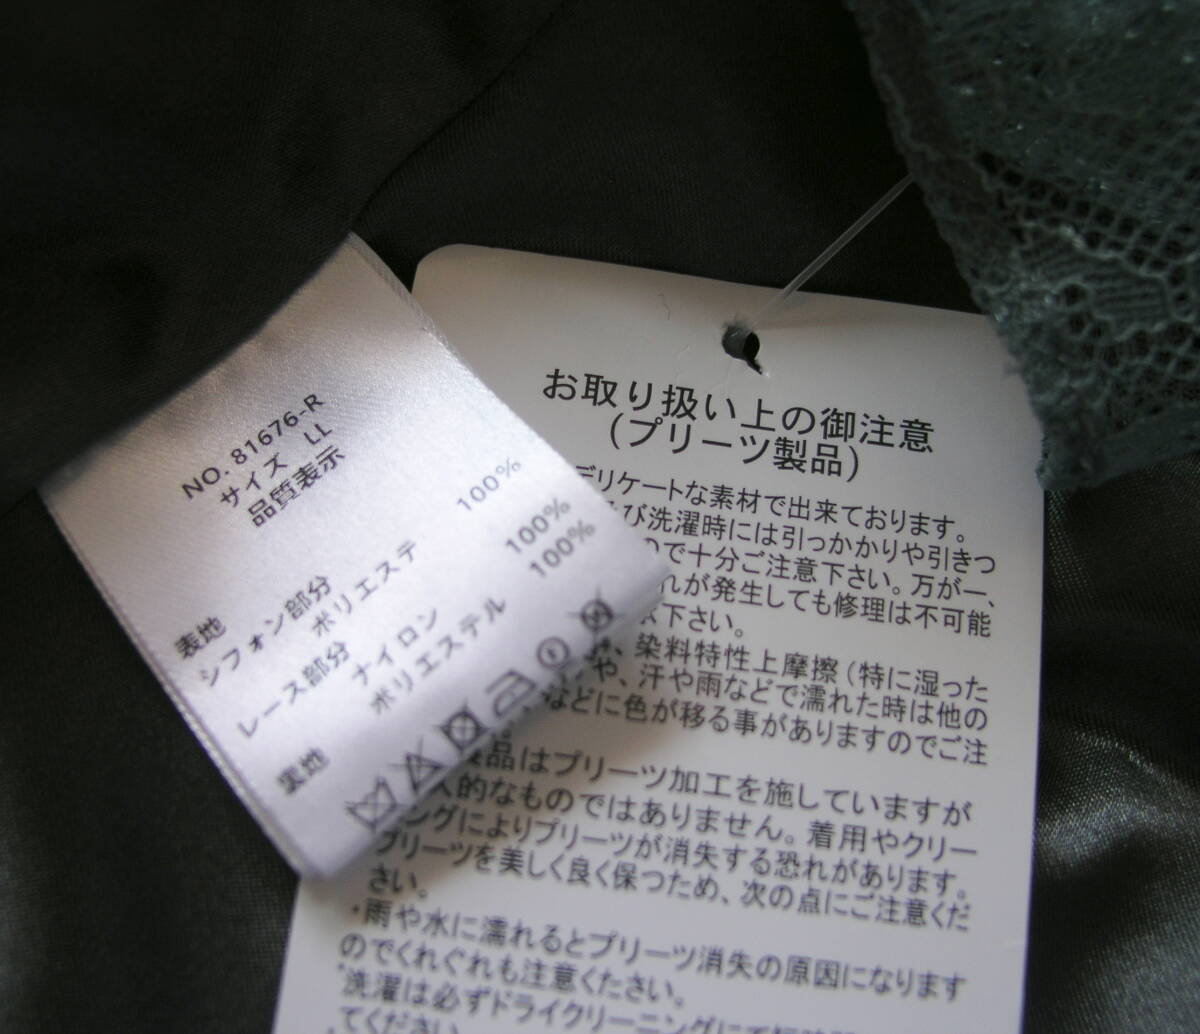 NO. 81676-R
サイズ LL
品質表示
表地
シフォン部分
ポリエステ 100%
レース部分
ナイロン 100%
裏地
ポリエステル 100%
お取り扱い上の御注意
(プリーツ製品)
デリケートな素材で出来ております。
び洗濯時には引っかかりや引きつ
ので十分ご注意下さい。万が一、
れが発生しても修理は不可能
下さい。
、染料特性上摩擦(特に湿った
や、汗や雨などで濡れた時は他の
などに色が移る事がありますのでご注
製品はプリーツ加工を施していますが
久的なものではありません。着用やクリー
ングによりプリーツが消失する恐れがあります。
プリーツを美しく良く保つため、次の点にご注意くだ
さい。
・雨や水に濡れるとプリーツ消失の原因になります
のでくれぐれも注意ください。
・洗濯は必ずドライクリーニングにて短時間
てください